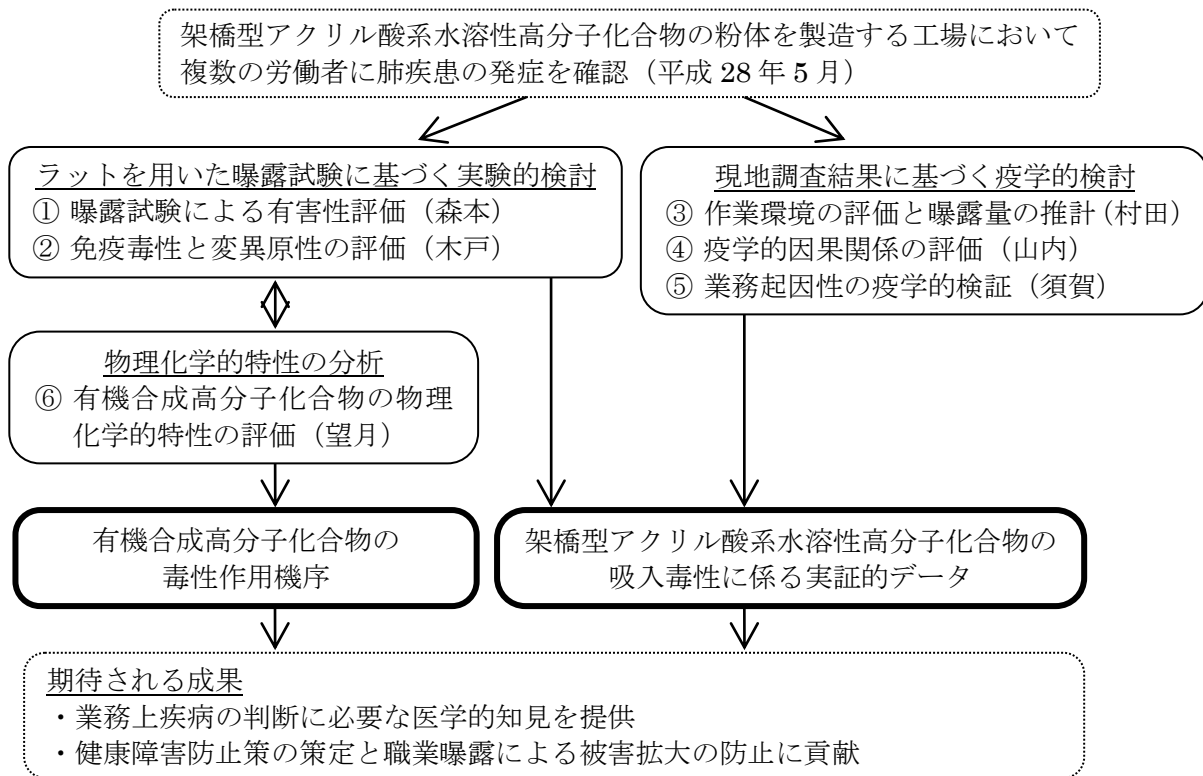 架橋型アクリル酸系水溶性高分子化合物の粉体を製造する工場において
複数の労働者に肺疾患の発症を確認（平成 28 年 5 月）
ラットを用いた曝露試験に基づく実験的検討
① 曝露試験による有害性評価（森本）
② 免疫毒性と変異原性の評価（木戸）
現地調査結果に基づく疫学的検討
③ 作業環境の評価と曝露量の推計（村田）
④ 疫学的因果関係の評価（山内）
⑤ 業務起因性の疫学的検証（須賀）
物理化学的特性の分析
⑥ 有機合成高分子化合物の物理
化学的特性の評価（望月）
有機合成高分子化合物の
毒性作用機序
架橋型アクリル酸系水溶性高分子化合物の
吸入毒性に係る実証的データ
期待される成果
・業務上疾病の判断に必要な医学的知見を提供
・健康障害防止策の策定と職業曝露による被害拡大の防止に貢献